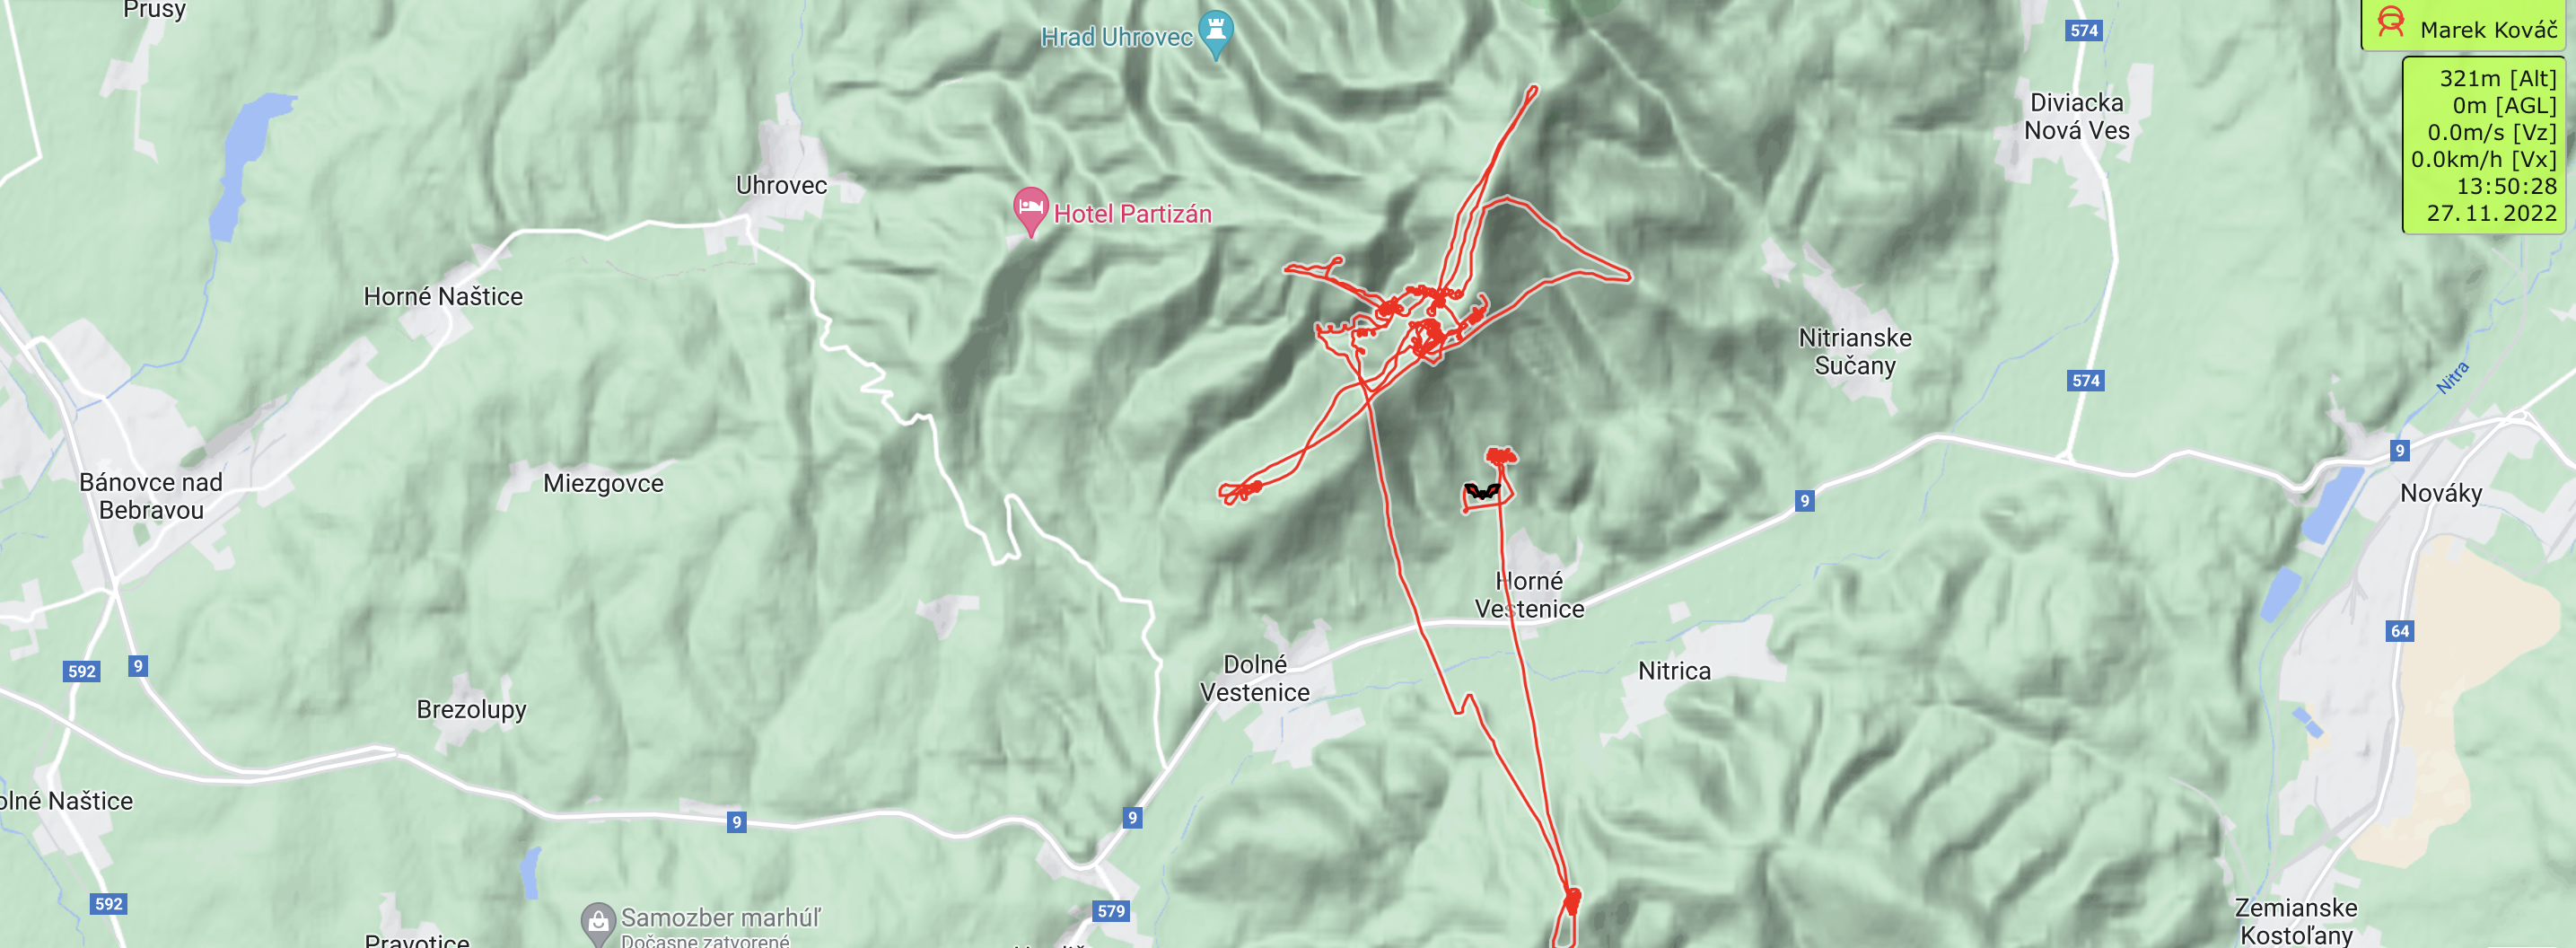 Prusy
Hrad Uhrovec
574
Marek Kováč
321m [Alt]
0m [AGL]
0.0m/s [Vz]
0.0km/h [Vx]
13:50:28
27.11.2022
Diviacka
Nová Ves
Uhrovec
Hotel Partizán
Horné Naštice
Nitrianske
Sučany
574
Nitra
9
Bánovce nad
Bebravou
Miezgovce
9
Nováky
Horné
Vestenice
64
592
9
Dolné
Vestenice
Nitrica
Brezolupy
olné Naštice
9
9
592
Samozber marhúľ
Dočasne zatvorené
579
Zemianske
Kostoľany
Pravotice